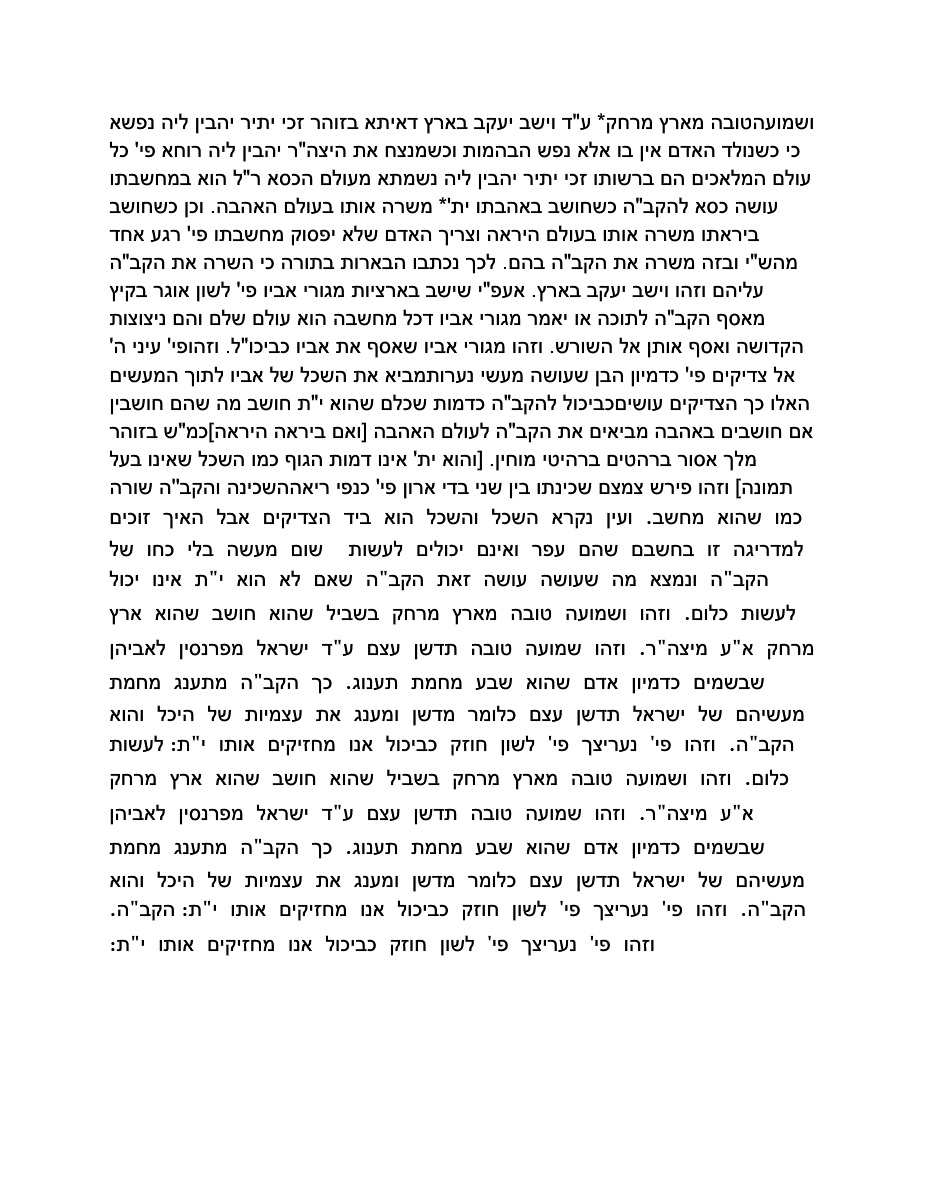 ושמועהטובה מארץ מרחק* ע"ד וישב יעקב בארץ דאיתא בזוהר זכי יתיר יהבין ליה נפשא
כי כשנולד האדם אין בו אלא נפש הבהמות וכשמנצח את היצה"ר יהבין ליה רוחא פי' כל
עולם המלאכים הם ברשותו זכי יתיר יהבין ליה נשמתא מעולם הכסא ר"ל הוא במחשבתו
עושה כסא להקב"ה כשחושב באהבתו ית'* משרה אותו בעולם האהבה. וכן כשחושב
ביראתו משרה אותו בעולם היראה וצריך האדם שלא יפסוק מחשבתו פי' רגע אחד
מהש"י ובזה משרה את הקב"ה בהם. לכך נכתבו הבארות בתורה כי השרה את הקב"ה
עליהם וזהו וישב יעקב בארץ. אעפ"י שישב בארציות מגורי אביו פי' לשון אוגר בקיץ
מאסף הקב"ה לתוכה או יאמר מגורי אביו דכל מחשבה הוא עולם שלם והם ניצוצות
הקדושה ואסף אותן אל השורש. וזהו מגורי אביו שאסף את אביו כביכו"ל. וזהופי' עיני ה'
אל צדיקים פי' כדמיון הבן שעושה מעשי נערותמביא את השכל של אביו לתוך המעשים
האלו כך הצדיקים עושיםכביכול להקב"ה כדמות שכלם שהוא י"ת חושב מה שהם חושבין
אם חושבים באהבה מביאים את הקב"ה לעולם האהבה [ואם ביראה היראה]כמ"ש בזוהר
מלך אסור ברהטים ברהיטי מוחין. [והוא ית' אינו דמות הגוף כמו השכל שאינו בעל
תמונה] וזהו פירש צמצם שכינתו בין שני בדי ארון פי' כנפי ריאההשכינה והקב"ה שורה
כמו שהוא מחשב. ועין נקרא השכל והשכל הוא ביד הצדיקים אבל האיך זוכים
למדריגה זו בחשבם שהם עפר ואינם יכולים לעשות שום מעשה בלי כחו של
הקב"ה ונמצא מה שעושה עושה זאת הקב"ה שאם לא הוא י"ת אינו יכול
לעשות כלום. וזהו ושמועה טובה מארץ מרחק בשביל שהוא חושב שהוא ארץ
מרחק א"ע מיצה"ר. וזהו שמועה טובה תדשן עצם ע"ד ישראל מפרנסין לאביהן
שבשמים כדמיון אדם שהוא שבע מחמת תענוג. כך הקב"ה מתענג מחמת
מעשיהם של ישראל תדשן עצם כלומר מדשן ומענג את עצמיות של היכל והוא
הקב"ה. וזהו פי' נעריצך פי' לשון חוזק כביכול אנו מחזיקים אותו י"ת: לעשות
כלום. וזהו ושמועה טובה מארץ מרחק בשביל שהוא חושב שהוא ארץ מרחק
א"ע מיצה"ר. וזהו שמועה טובה תדשן עצם ע"ד ישראל מפרנסין לאביהן
שבשמים כדמיון אדם שהוא שבע מחמת תענוג. כך הקב"ה מתענג מחמת
מעשיהם של ישראל תדשן עצם כלומר מדשן ומענג את עצמיות של היכל והוא
הקב"ה. וזהו פי' נעריצך פי' לשון חוזק כביכול אנו מחזיקים אותו י"ת: הקב"ה.
וזהו פי' נעריצך פי' לשון חוזק כביכול אנו מחזיקים אותו י"ת: